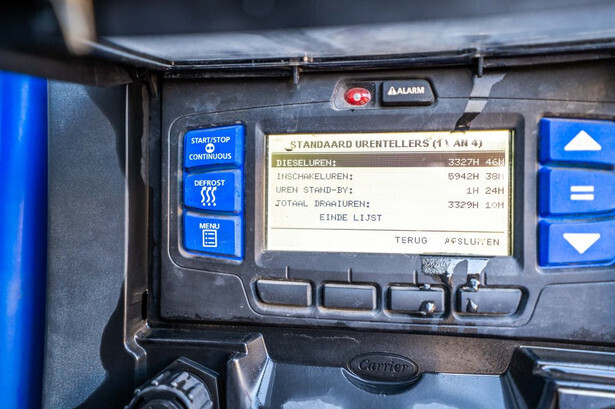 ALARM
START/STOP
CONTINUOUS
DEFROST
MENU
STANDAARD URENTELLERS (1 VAN 4)
DIESELUREN: 3327H 46M
INSCHAKELUREN: 5942H 38M
UREN STAND-BY: 1H 24M
TOTAAL DRAAIUREN: 3329H 10M
EINDE LIJST
TERUG AFSLUITEN
Carrier